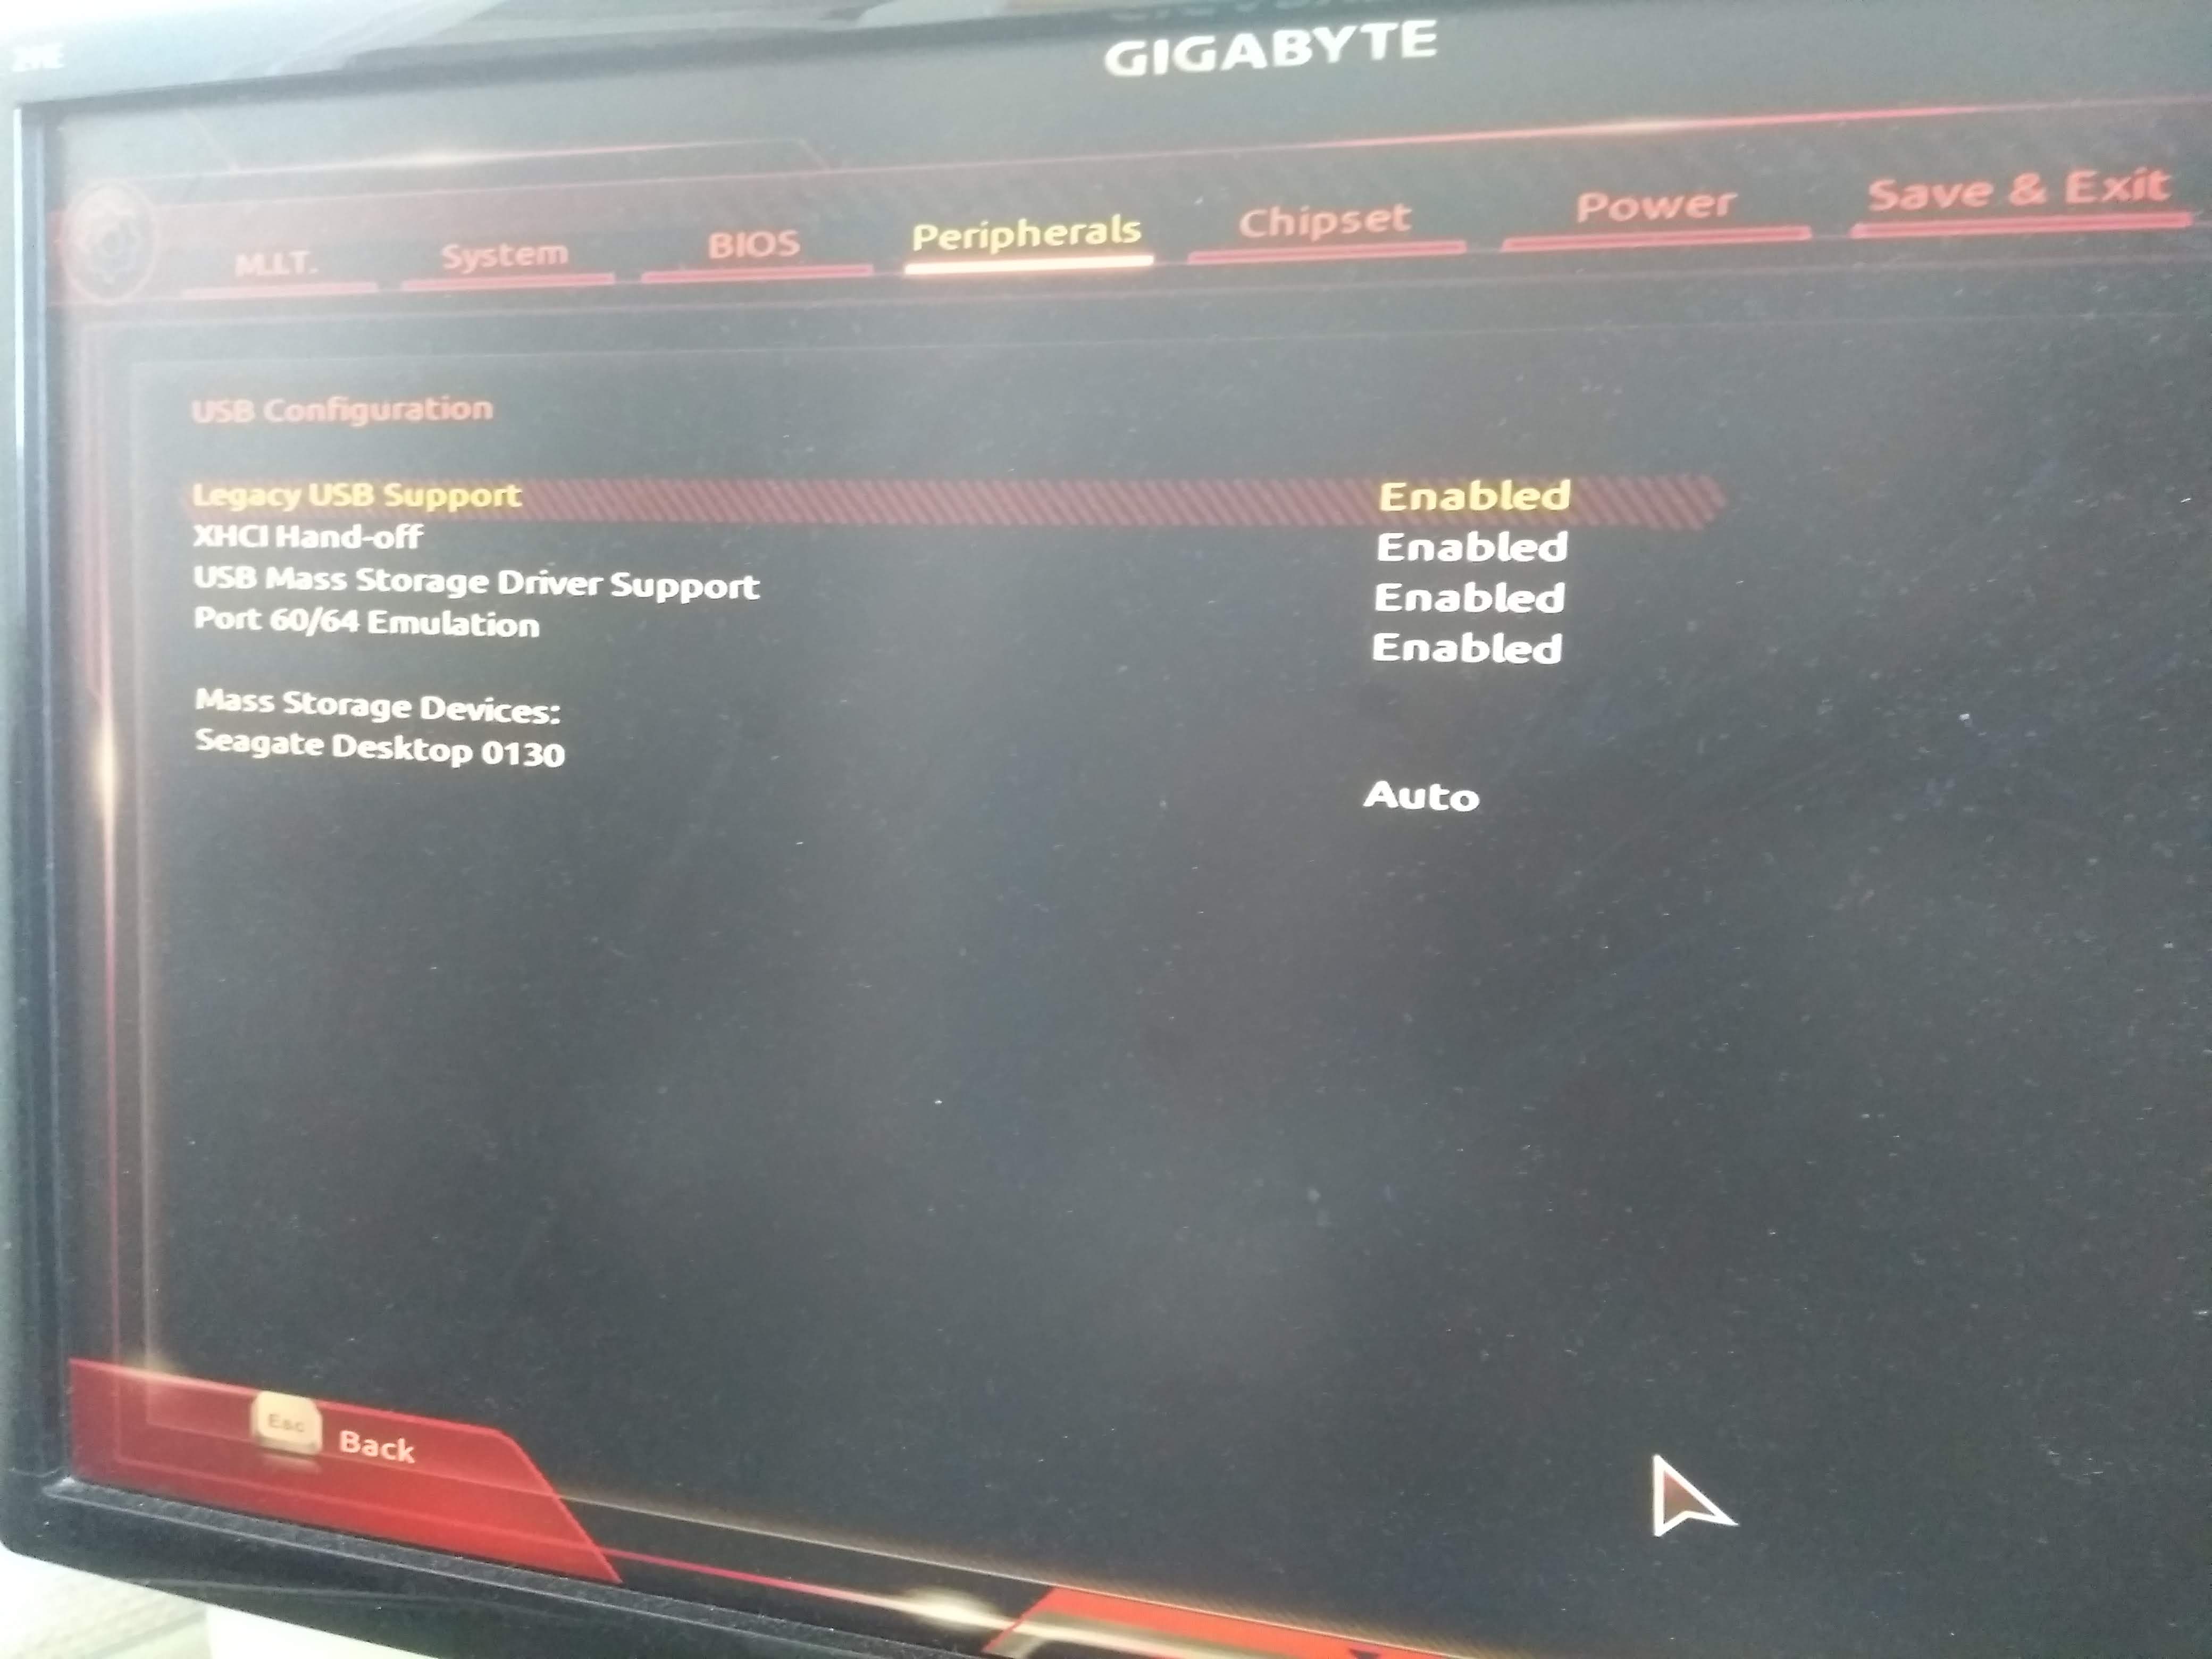 GIGABYTE
M.I.T. System BIOS Peripherals Chipset Power Save & Exit
USB Configuration
Legacy USB Support Enabled
XHCI Hand-off Enabled
USB Mass Storage Driver Support Enabled
Port 60/64 Emulation Enabled
Mass Storage Devices:
Seagate Desktop 0130 Auto
Esc Back